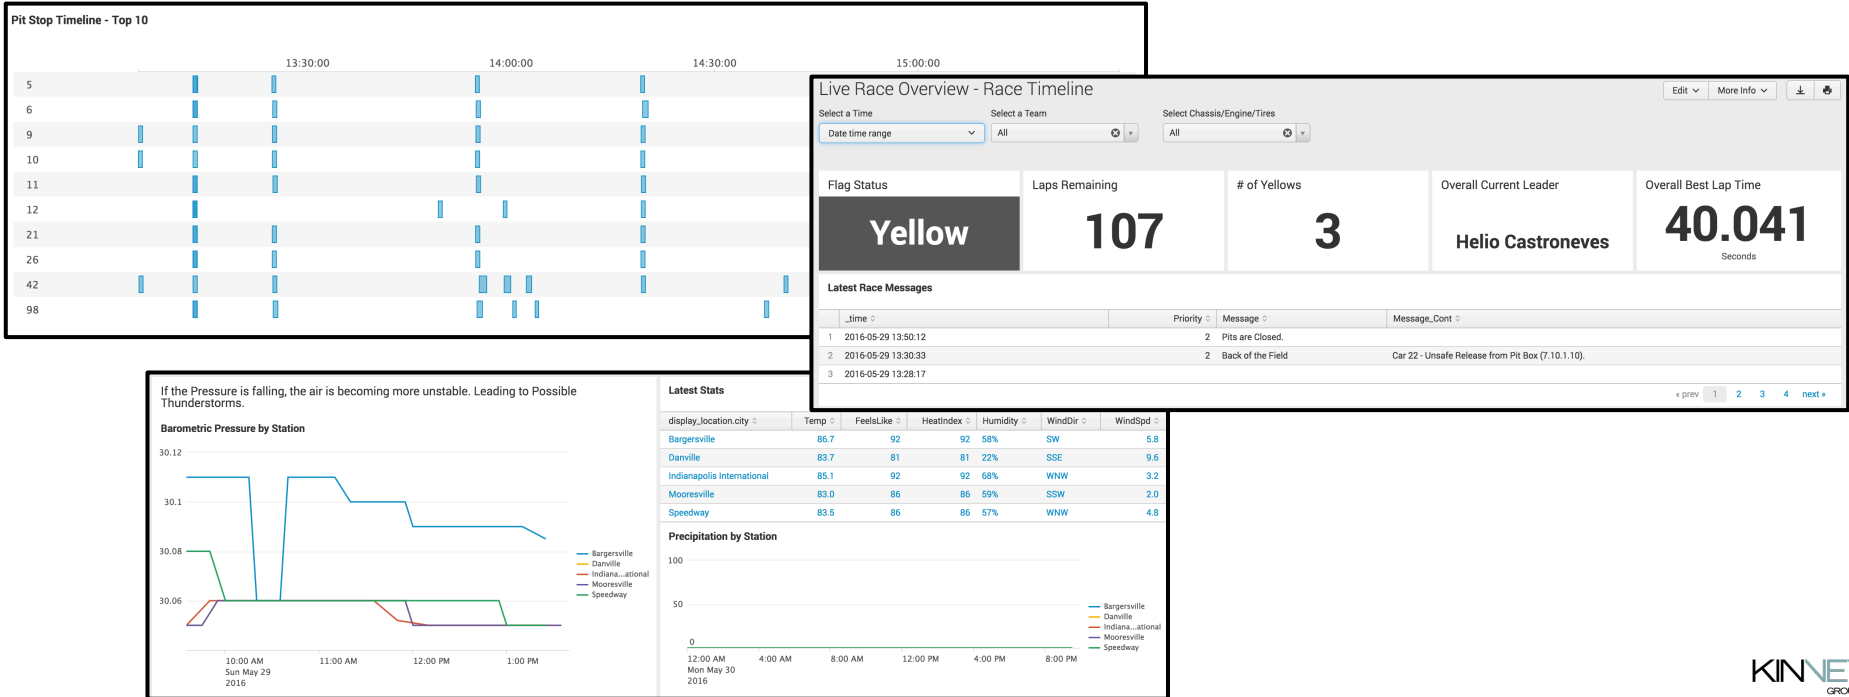 Pit Stop Timeline - Top 10
13:30:00 14:00:00 14:30:00 15:00:00
5
6
9
10
11
12
21
26
42
98
Live Race Overview - Race Timeline
Edit More Info
Select a Time Select a Team Select Chassis/Engine/Tires
Date time range All All
Flag Status Laps Remaining # of Yellows Overall Current Leader Overall Best Lap Time
Yellow 107 3 Helio Castroneves 40.041
Seconds
Latest Race Messages
_time Priority Message Message_Cont
1 2016-05-29 13:50:12 2 Pits are Closed.
2 2016-05-29 13:30:33 2 Back of the Field Car 22 - Unsafe Release from Pit Box (7.10.1.10).
3 2016-05-29 13:28:17
« prev 1 2 3 4 next »
If the Pressure is falling, the air is becoming more unstable. Leading to Possible
Thunderstorms.
Barometric Pressure by Station
30.12
30.1
30.08
30.06
10:00 AM 11:00 AM 12:00 PM 1:00 PM
Sun May 29
2016
Bargersville
Danville
Indiana...ational
Mooresville
Speedway
Latest Stats
display_location.city Temp FeelsLike HeatIndex Humidity WindDir WindSpd
Bargersville 86.7 92 92 58% SW 5.8
Danville 83.7 81 81 22% SSE 9.6
Indianapolis International 85.1 92 92 68% WNW 3.2
Mooresville 83.0 86 86 59% SSW 2.0
Speedway 83.5 86 86 57% WNW 4.8
Precipitation by Station
100
50
0
12:00 AM 4:00 AM 8:00 AM 12:00 PM 4:00 PM 8:00 PM
Mon May 30
2016
Bargersville
Danville
Indiana...ational
Mooresville
Speedway